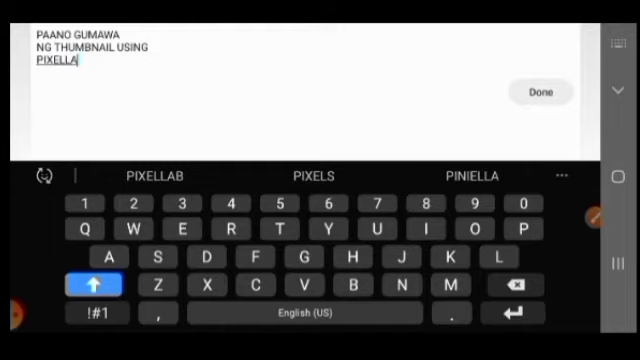 PAANO GUMAWA
NG THUMBNAIL USING
PIXELLA
Done
PIXELLAB PIXELS PINIELLA ...
1 2 3 4 5 6 7 8 9 0
Q W E R T Y U I O P
A S D F G H J K L
Z X C V B N M
!#1 , English (US) .